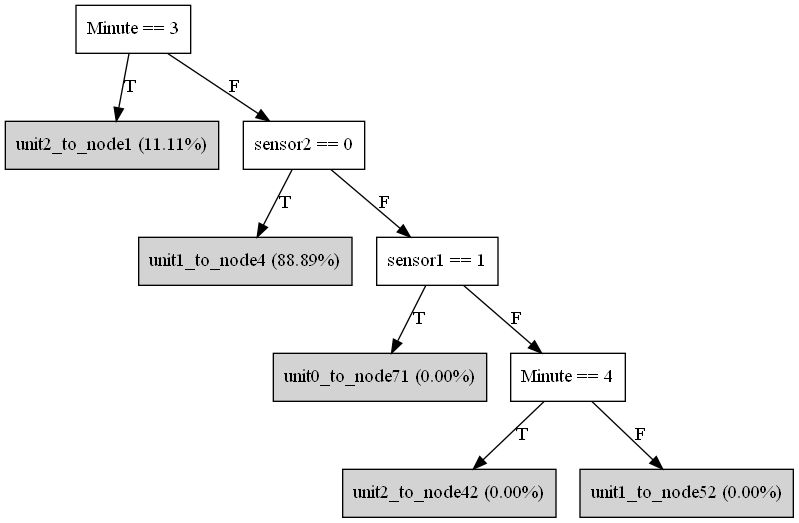 Minute == 3
T
F
unit2_to_node1 (11.11%)
sensor2 == 0
T
F
unit1_to_node4 (88.89%)
sensor1 == 1
T
F
unit0_to_node71 (0.00%)
Minute == 4
T
F
unit2_to_node42 (0.00%)
unit1_to_node52 (0.00%)